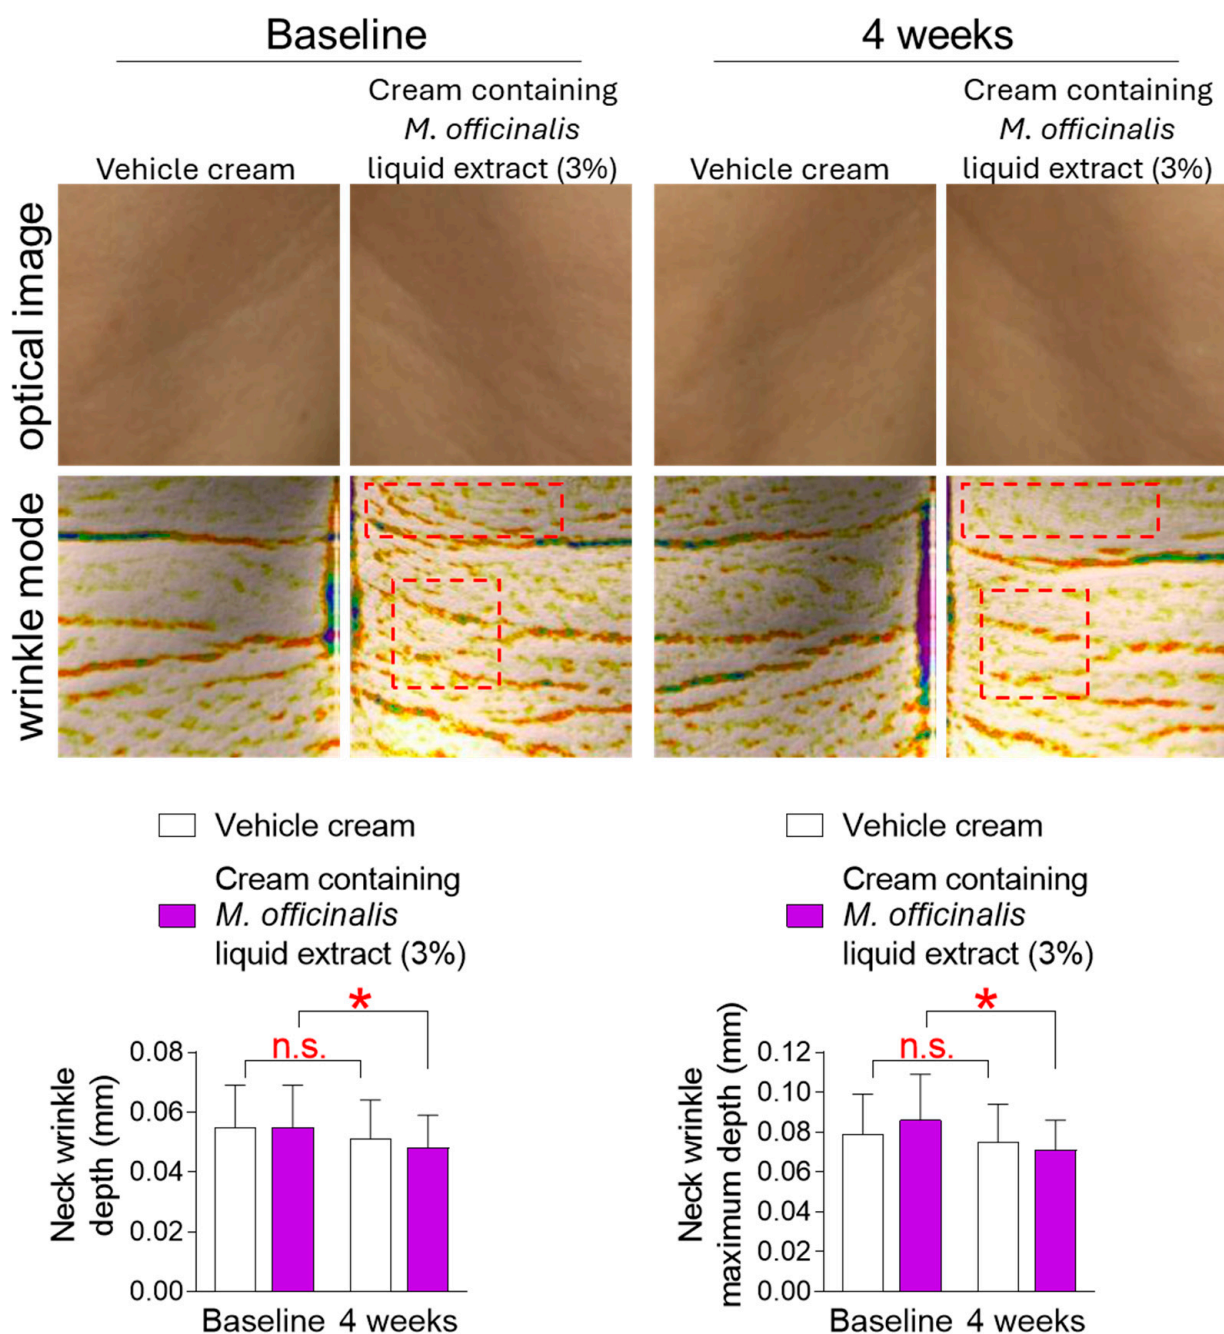 Baseline
4 weeks
Vehicle cream
Cream containing
M. officinalis
liquid extract (3%)
Vehicle cream
Cream containing
M. officinalis
liquid extract (3%)
optical image
wrinkle mode
Vehicle cream
Cream containing
M. officinalis
liquid extract (3%)
*
n.s.
0.08
0.06
0.04
0.02
0.00
Neck wrinkle
depth (mm)
Baseline
4 weeks
Vehicle cream
Cream containing
M. officinalis
liquid extract (3%)
*
n.s.
0.12
0.10
0.08
0.06
0.04
0.02
0.00
Neck wrinkle
maximum depth (mm)
Baseline
4 weeks